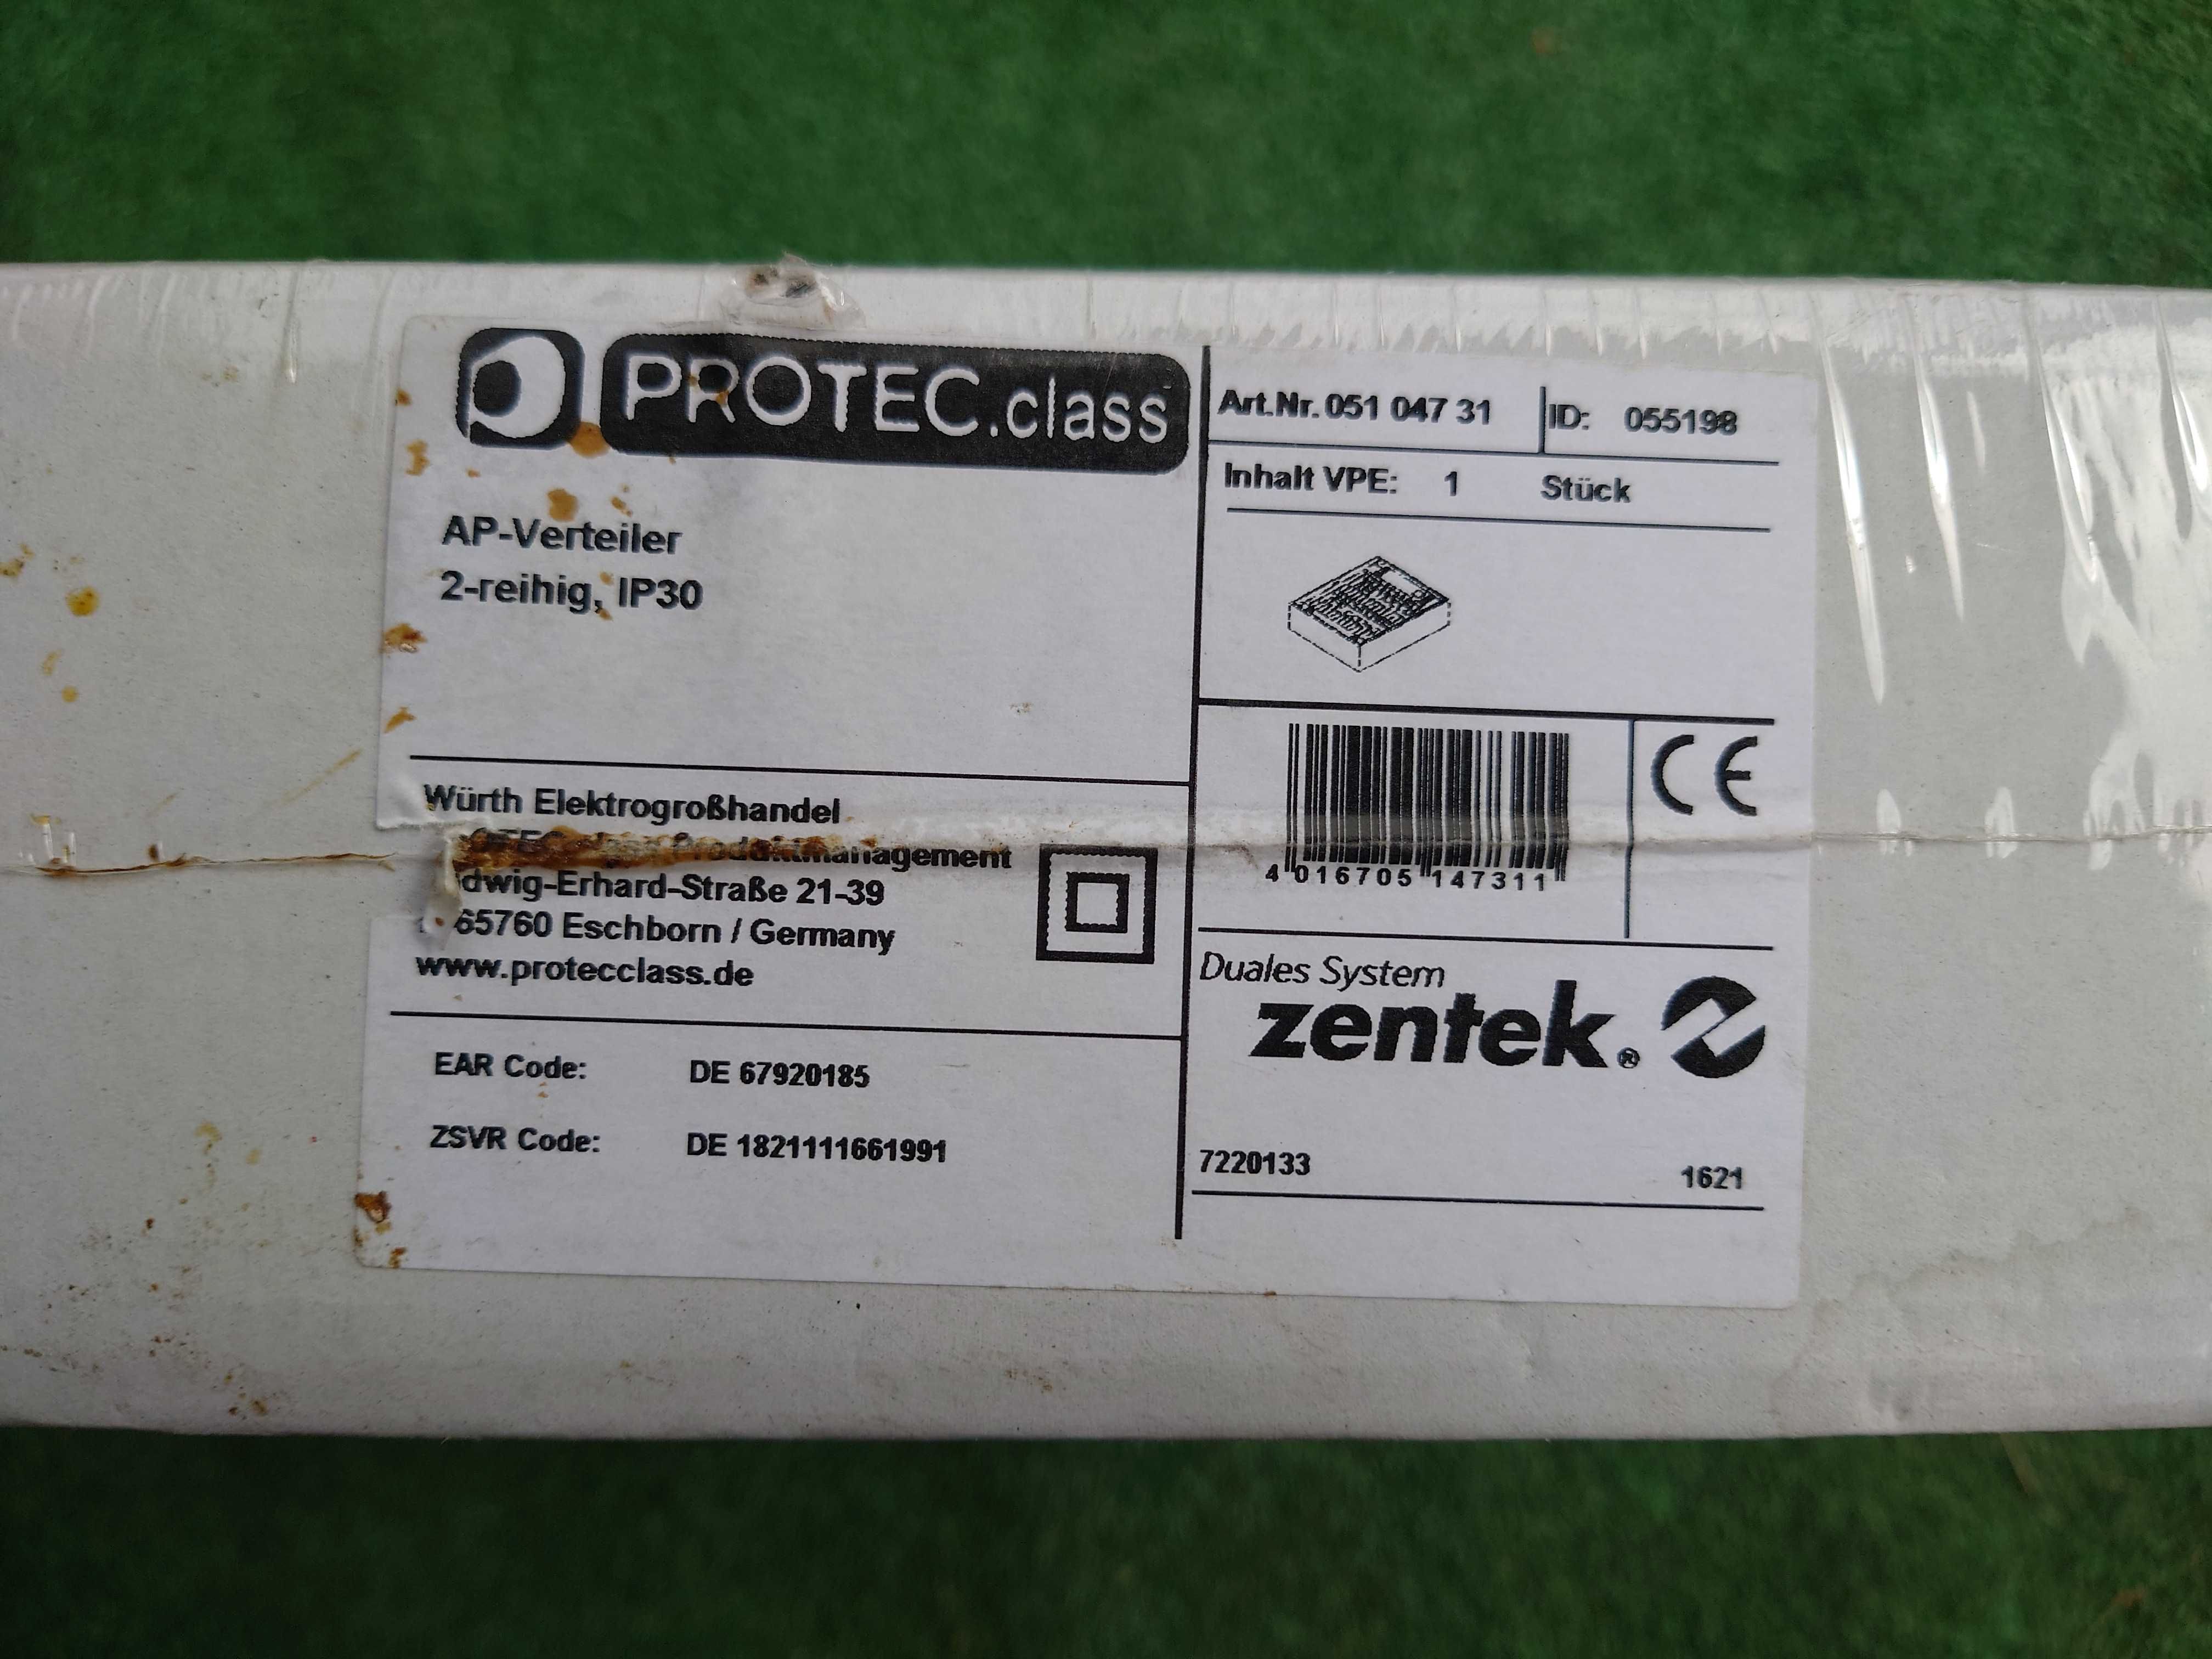 PROTEC.class
AP-Verteiler
2-reihig, IP30
Würth Elektrogroßhandel
Produktmanagement
dwig-Erhard-Straße 21-39
65760 Eschborn / Germany
www.protecclass.de
EAR Code: DE 67920185
ZSVR Code: DE 1821111661991
Art.Nr. 051 047 31 ID: 055198
Inhalt VPE: 1 Stück
4 016705 147311
CE
Duales System
zentek®
7220133 1621